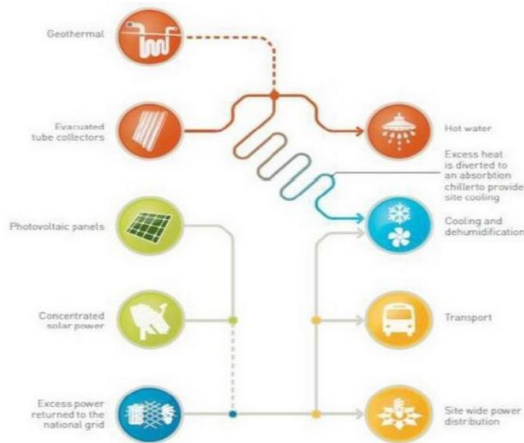 Geothermal
Evacuated
tube collectors
Hot water
Excess heat
is diverted to
an absorbtion
chillerto provide
site cooling
Photovoltaic panels
Cooling and
dehumidification
Concentrated
solar power
Transport
Excess power
returned to the
national grid
Site wide power
distribution